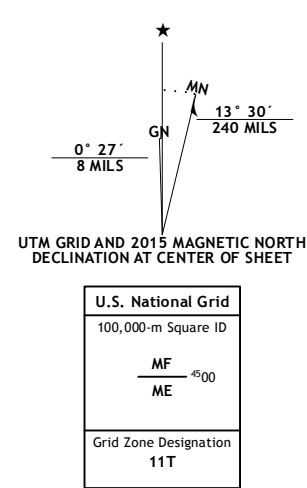 ★
MN
GN
13° 30´
240 MILS
0° 27´
8 MILS
UTM GRID AND 2015 MAGNETIC NORTH
DECLINATION AT CENTER OF SHEET
U.S. National Grid
100,000-m Square ID
MF
4500
ME
Grid Zone Designation
11T